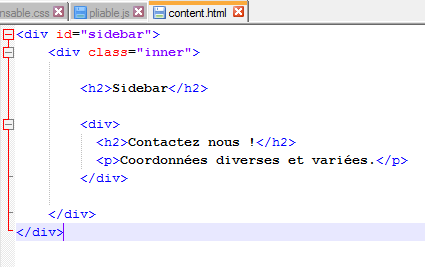 nsable.css pliable.js content.html
<div id="sidebar">
<div class="inner">
<h2>Sidebar</h2>
<div>
<h2>Contactez nous !</h2>
<p>Coordonnées diverses et variées.</p>
</div>
</div>
</div>